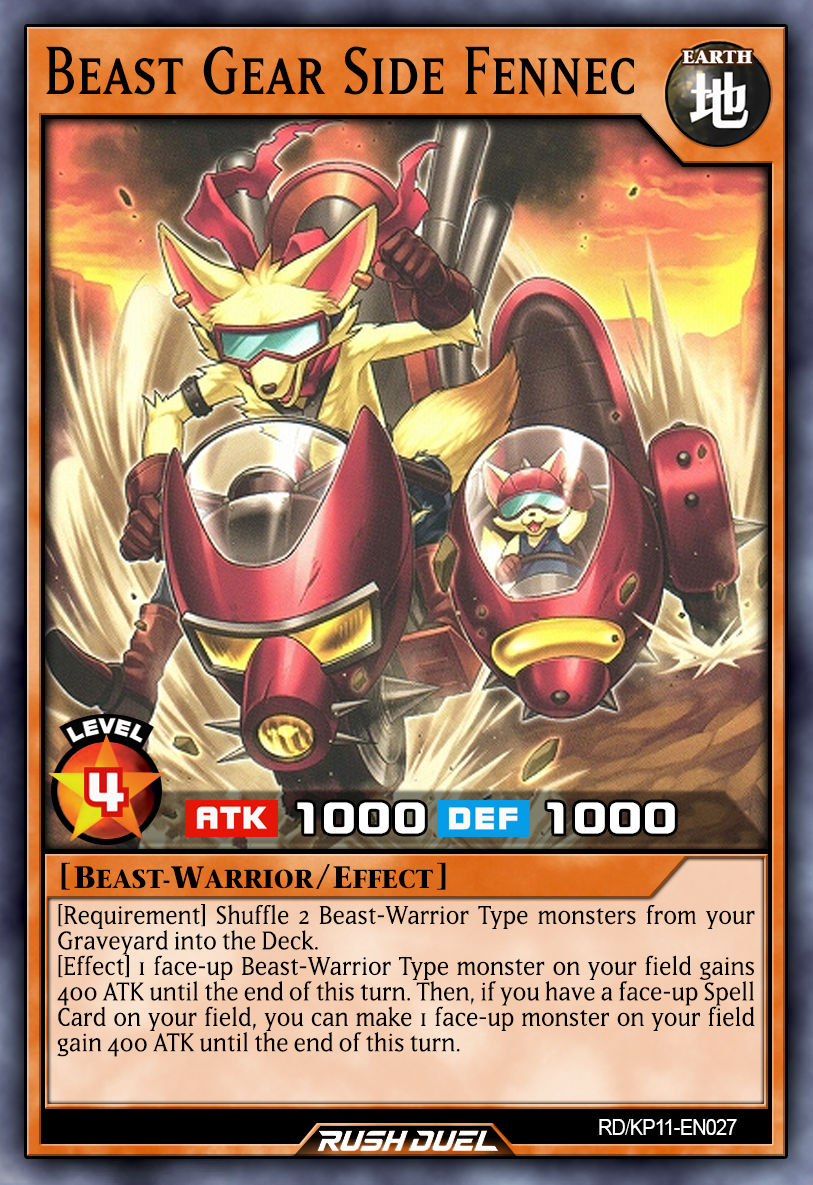 Beast Gear Side Fennec
EARTH
地
LEVEL
4
ATK 1000 DEF 1000
[Beast-Warrior/Effect]
[Requirement] Shuffle 2 Beast-Warrior Type monsters from your
Graveyard into the Deck.
[Effect] 1 face-up Beast-Warrior Type monster on your field gains
400 ATK until the end of this turn. Then, if you have a face-up Spell
Card on your field, you can make 1 face-up monster on your field
gain 400 ATK until the end of this turn.
RD/KP11-EN027
RUSH DUEL